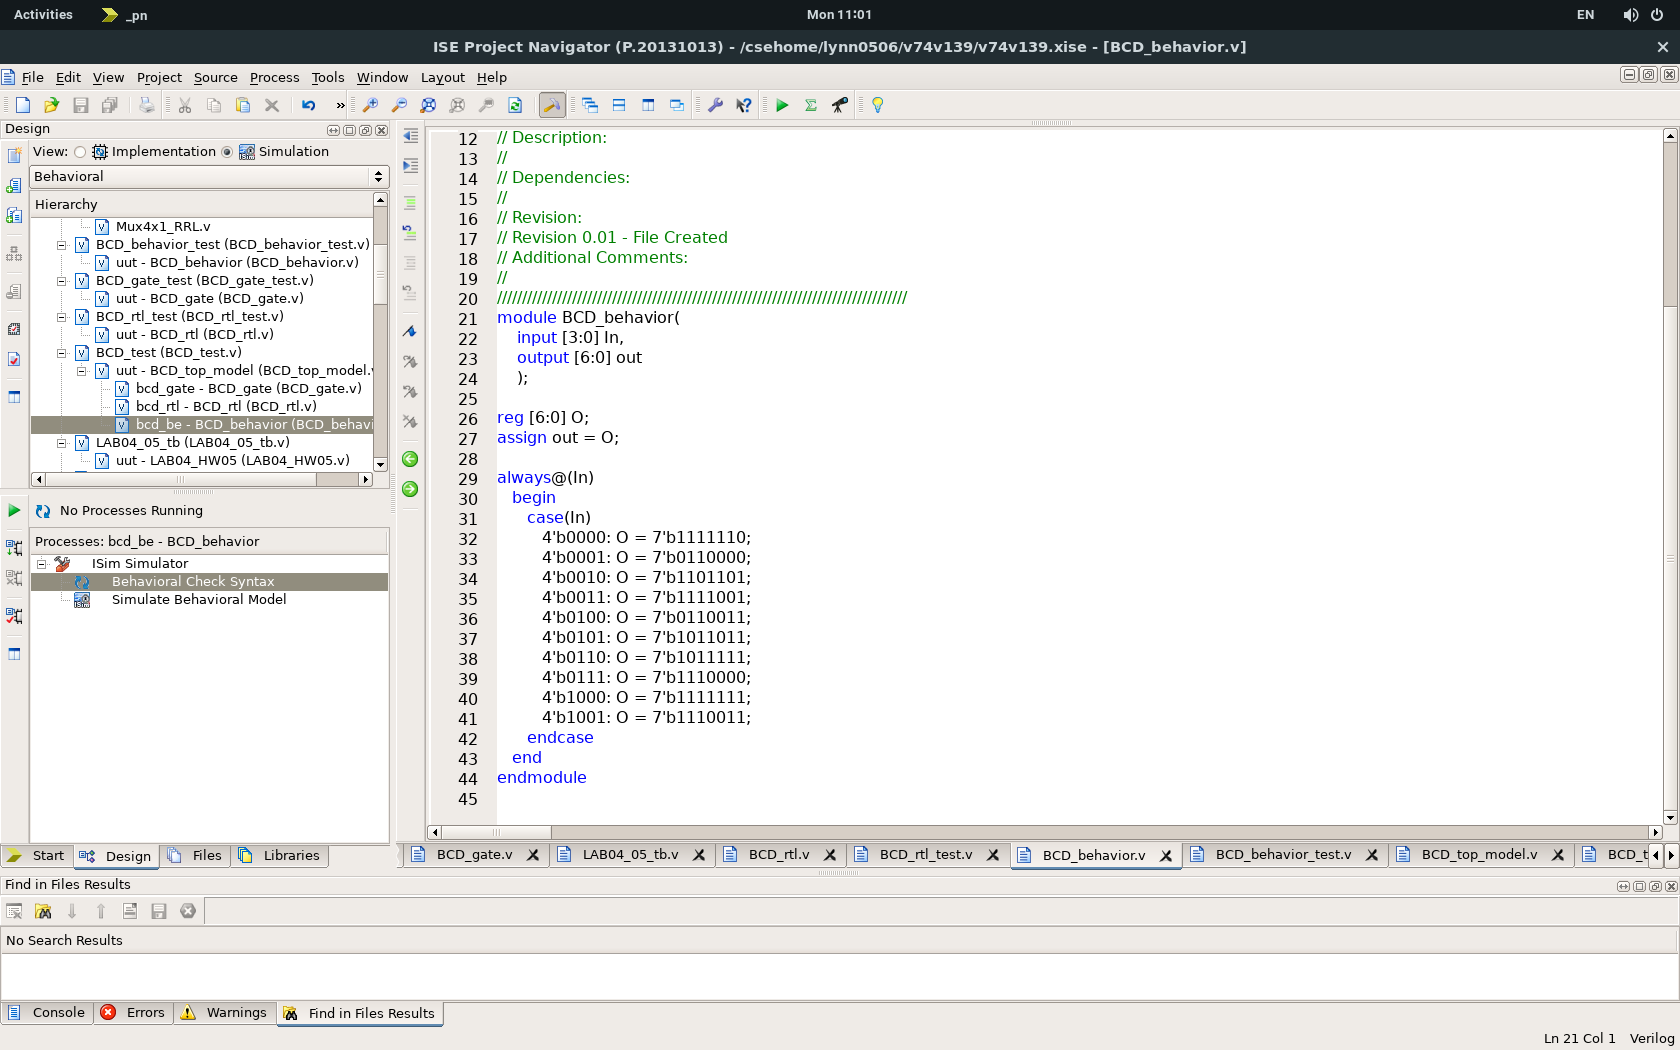 Activities
_pn
Mon 11:01
EN
ISE Project Navigator (P.20131013) - /csehome/lynn0506/v74v139/v74v139.xise - [BCD_behavior.v]
File Edit View Project Source Process Tools Window Layout Help
»
Design
View: Implementation Simulation
Behavioral
Hierarchy
Mux4x1_RRL.v
BCD_behavior_test (BCD_behavior_test.v)
uut - BCD_behavior (BCD_behavior.v)
BCD_gate_test (BCD_gate_test.v)
uut - BCD_gate (BCD_gate.v)
BCD_rtl_test (BCD_rtl_test.v)
uut - BCD_rtl (BCD_rtl.v)
BCD_test (BCD_test.v)
uut - BCD_top_model (BCD_top_model.v
bcd_gate - BCD_gate (BCD_gate.v)
bcd_rtl - BCD_rtl (BCD_rtl.v)
bcd_be - BCD_behavior (BCD_behavi
LAB04_05_tb (LAB04_05_tb.v)
uut - LAB04_HW05 (LAB04_HW05.v)
No Processes Running
Processes: bcd_be - BCD_behavior
ISim Simulator
Behavioral Check Syntax
Simulate Behavioral Model
Start Design Files Libraries
12 // Description:
13 //
14 // Dependencies:
15 //
16 // Revision:
17 // Revision 0.01 - File Created
18 // Additional Comments:
19 //
20 //////////////////////////////////////////////////////////////////////////////////
21 module BCD_behavior(
22 input [3:0] In,
23 output [6:0] out
24 );
25
26 reg [6:0] O;
27 assign out = O;
28
29 always@(In)
30 begin
31 case(In)
32 4'b0000: O = 7'b1111110;
33 4'b0001: O = 7'b0110000;
34 4'b0010: O = 7'b1101101;
35 4'b0011: O = 7'b1111001;
36 4'b0100: O = 7'b0110011;
37 4'b0101: O = 7'b1011011;
38 4'b0110: O = 7'b1011111;
39 4'b0111: O = 7'b1110000;
40 4'b1000: O = 7'b1111111;
41 4'b1001: O = 7'b1110011;
42 endcase
43 end
44 endmodule
45
BCD_gate.v LAB04_05_tb.v BCD_rtl.v BCD_rtl_test.v BCD_behavior.v BCD_behavior_test.v BCD_top_model.v BCD_t
Find in Files Results
No Search Results
Console Errors Warnings Find in Files Results
Ln 21 Col 1 Verilog